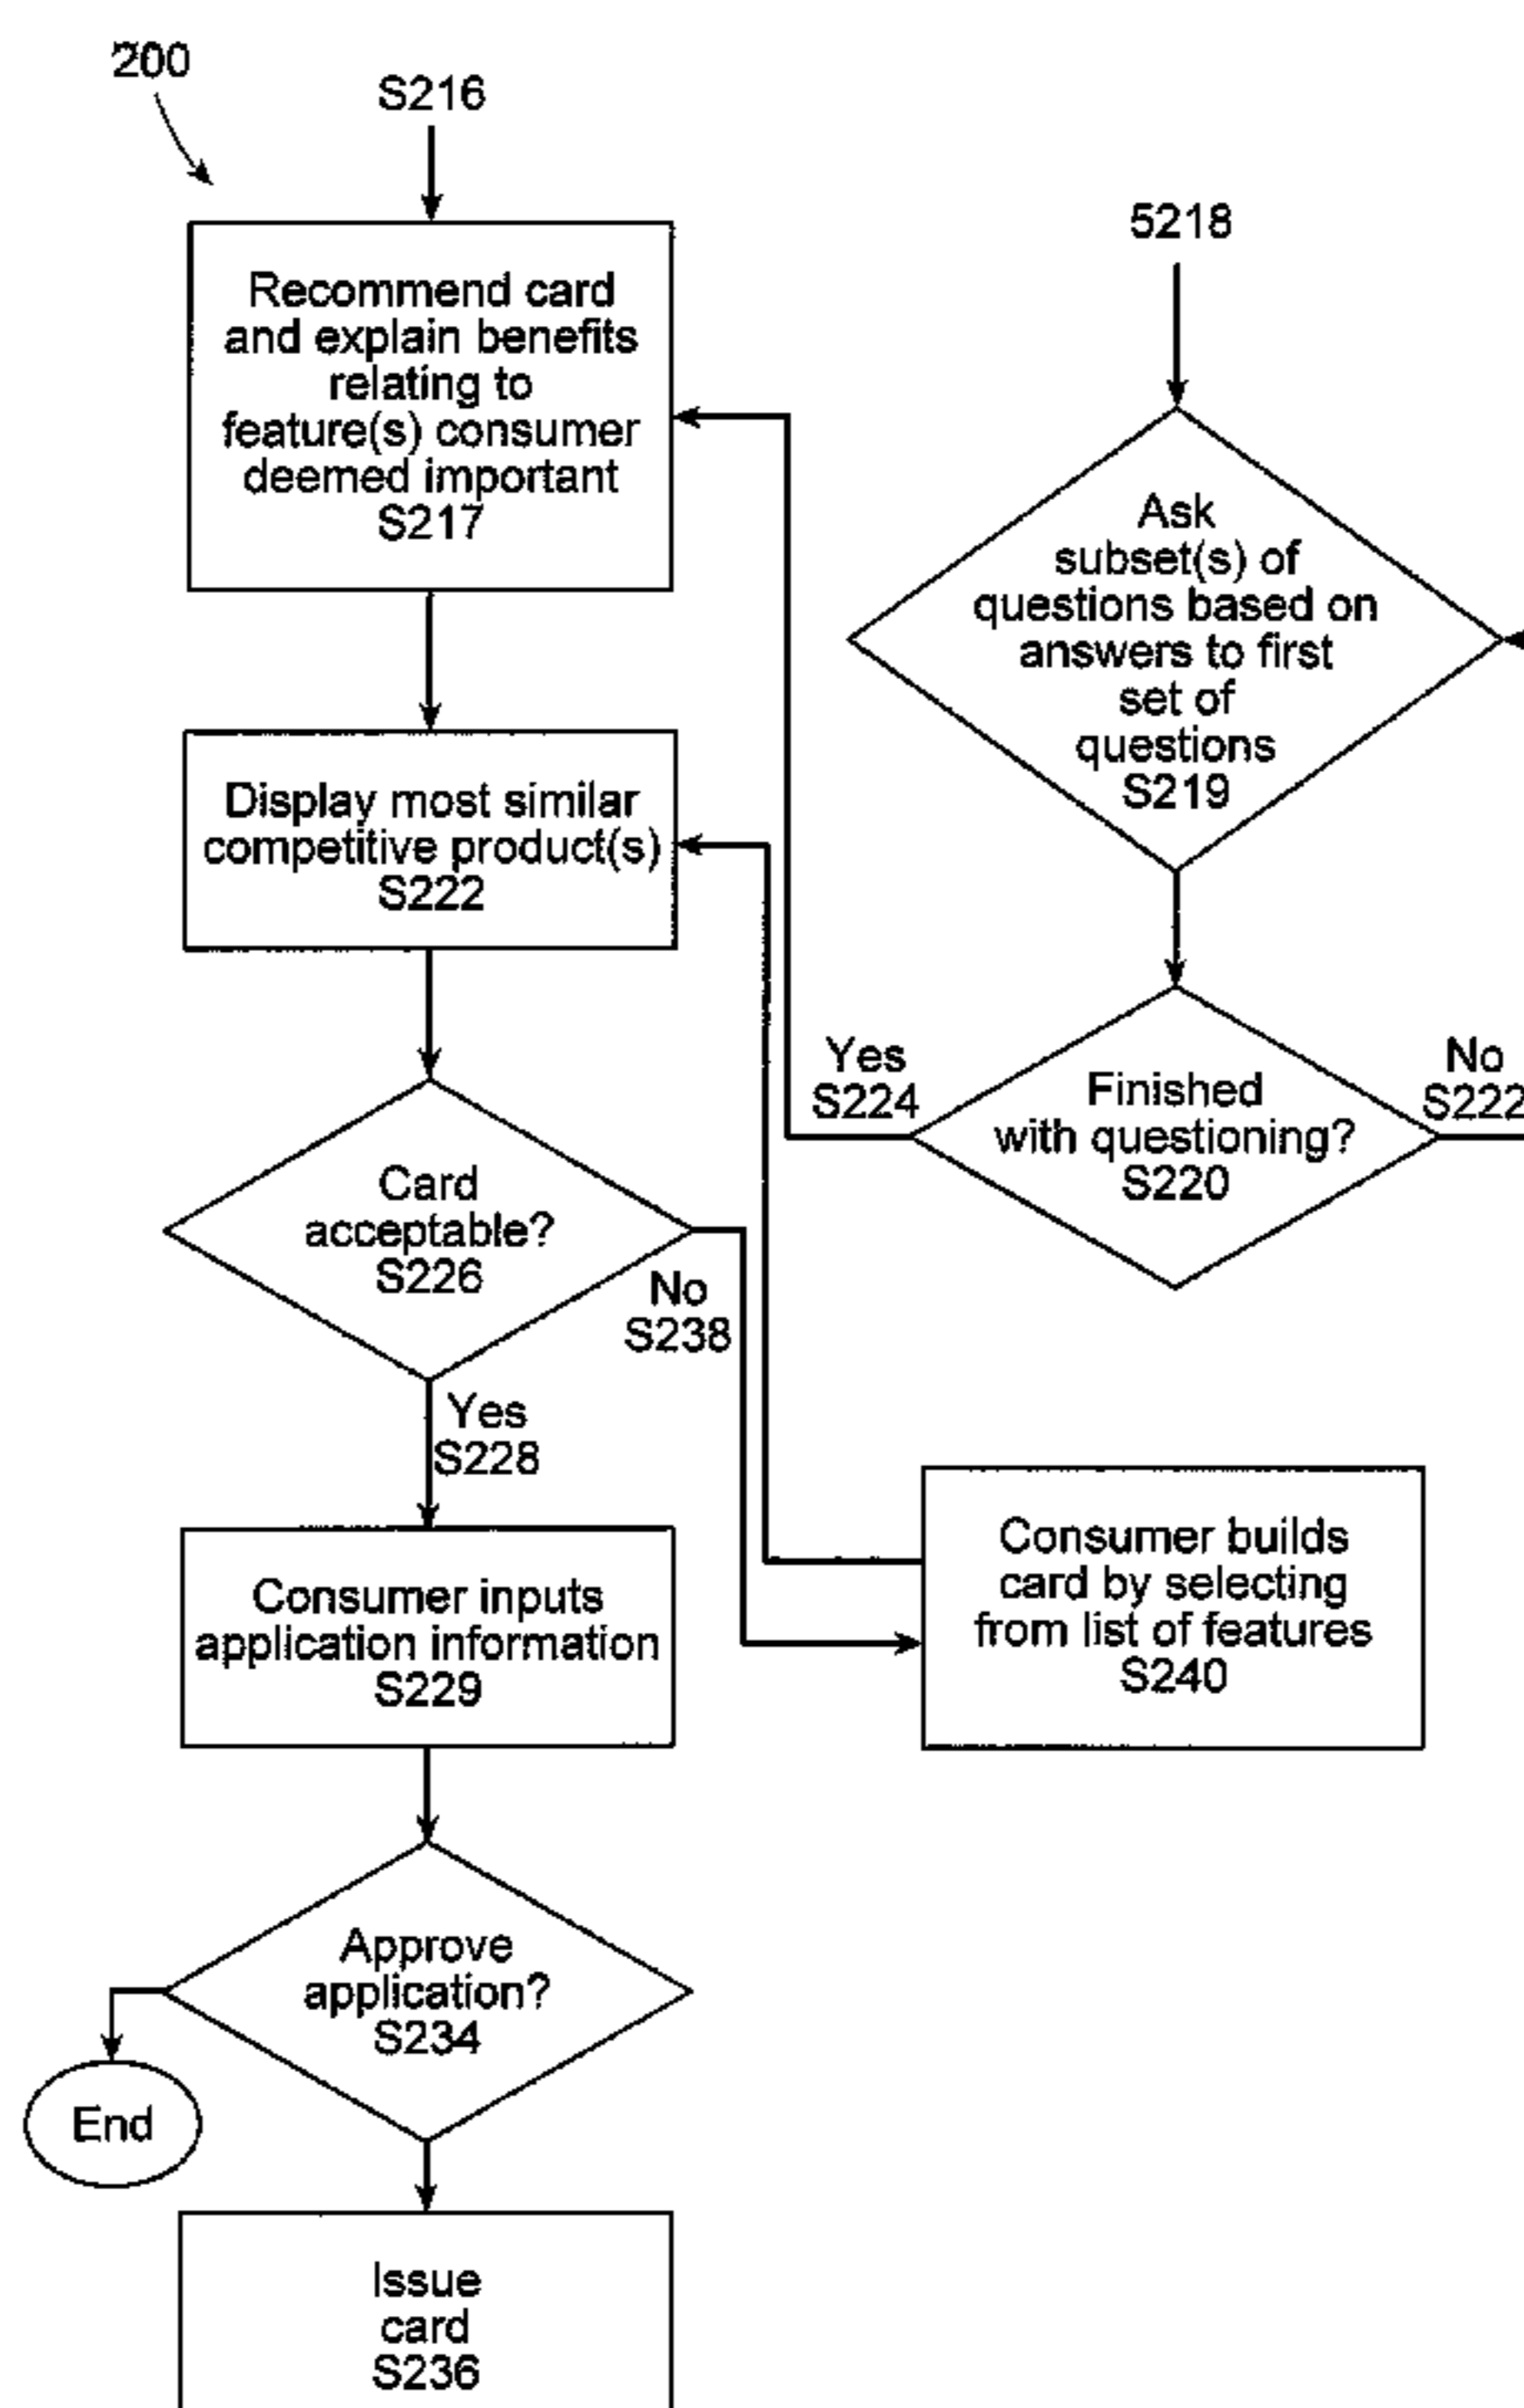 200
S216
Recommend card
and explain benefits
relating to
feature(s) consumer
deemed important
S217
5218
Ask
subset(s) of
questions based on
answers to first
set of
questions
S219
Display most similar
competitive product(s)
S222
Yes
S224
Finished
with questioning?
S220
No
S222
Card
acceptable?
S226
No
S238
Yes
S228
Consumer inputs
application information
S229
Consumer builds
card by selecting
from list of features
S240
Approve
application?
S234
End
Issue
card
S236